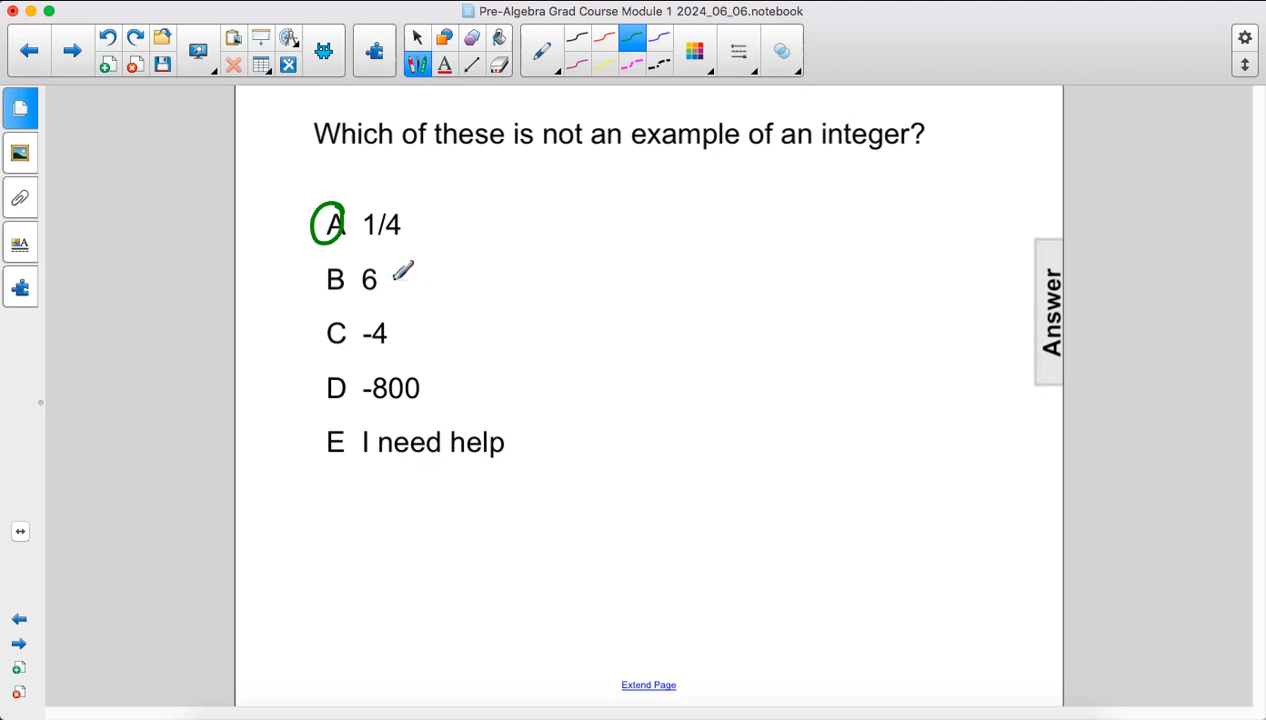 Pre-Algebra Grad Course Module 1 2024_06_06.notebook
Which of these is not an example of an integer?
A 1/4
B 6
C -4
D -800
E I need help
Answer
Extend Page